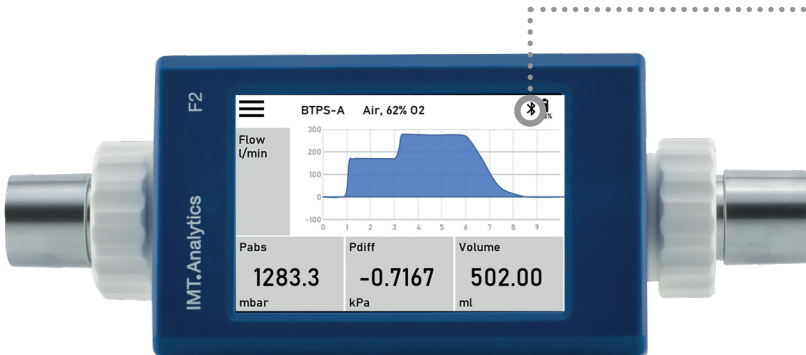 F2
IMT.Analytics
BTPS-A Air, 62% O2
Flow
l/min
300
200
100
0
-100
0 1 2 3 4 5 6 7 8 9
Pabs Pdiff Volume
1283.3 -0.7167 502.00
mbar kPa ml